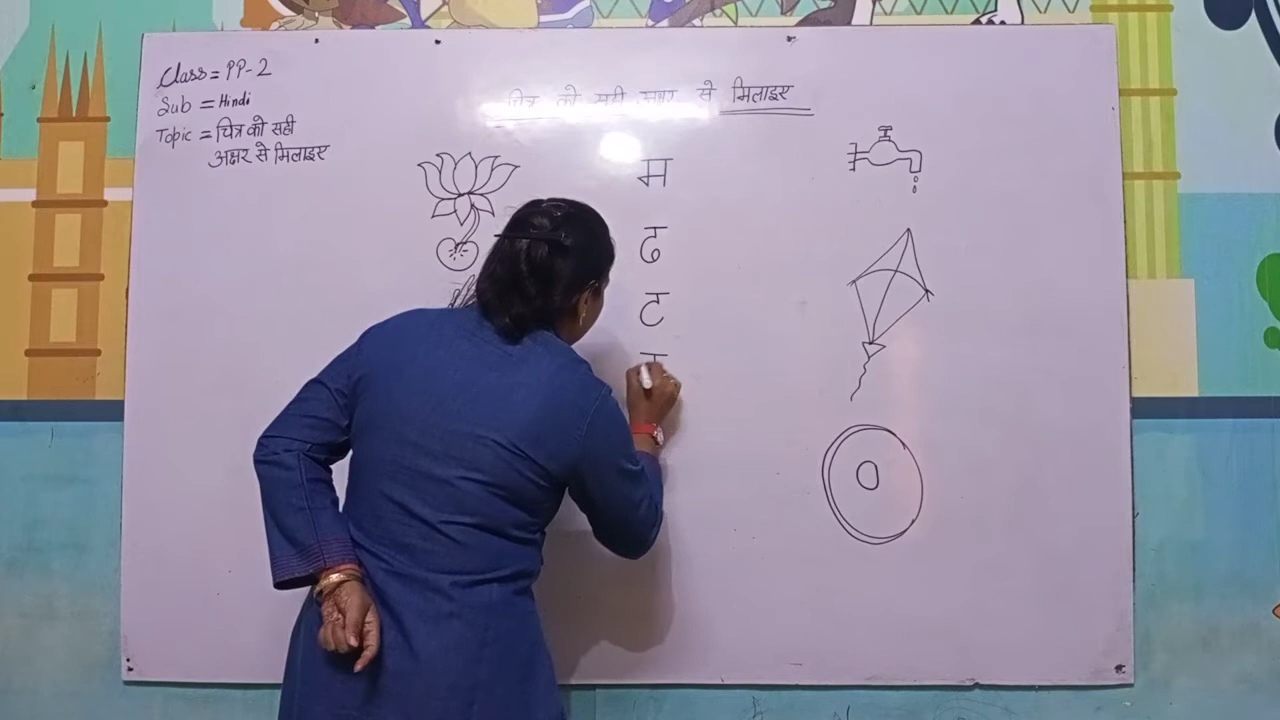 Class = PP-2
Sub = Hindi
Topic = चित्र को सही
अक्षर से मिलाइए
चित्र को सही अक्षर से मिलाइए
म
ढ
ट